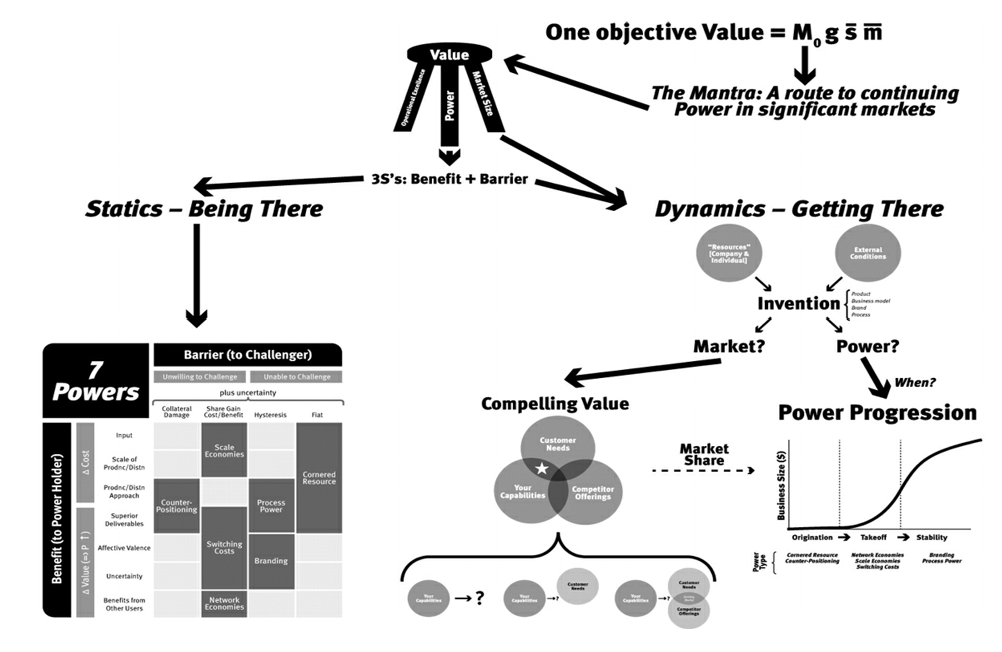 One objective Value = M₀ g s̄ m̄
The Mantra: A route to continuing
Power in significant markets
Value
Operational Excellence
Power
Market Size
3S's: Benefit + Barrier
Statics – Being There
Dynamics – Getting There
"Resources"
[Company &
Individual]
External
Conditions
Invention
Product
Business model
Brand
Process
Market?
Power?
When?
7
Powers
Barrier (to Challenger)
Unwilling to Challenge
Unable to Challenge
plus uncertainty
Collateral
Damage
Share Gain
Cost/Benefit
Hysteresis
Fiat
Benefit (to Power Holder)
Δ Cost
Δ Value (⇒ P ↑)
Input
Scale of
Prodnc/Distn
Prodnc/Distn
Approach
Superior
Deliverables
Affective Valence
Uncertainty
Benefits from
Other Users
Scale
Economies
Cornered
Resource
Counter-
Positioning
Process
Power
Switching
Costs
Branding
Network
Economies
Compelling Value
Customer
Needs
Your
Capabilities
Competitor
Offerings
Market
Share
Your
Capabilities
?
Your
Capabilities
?
Customer
Needs
Your
Capabilities
?
Customer
Needs
Competitor
Offerings
Power Progression
Business Size ($)
Origination
Takeoff
Stability
Power
Type
Cornered Resource
Counter-Positioning
Network Economies
Scale Economies
Switching Costs
Branding
Process Power